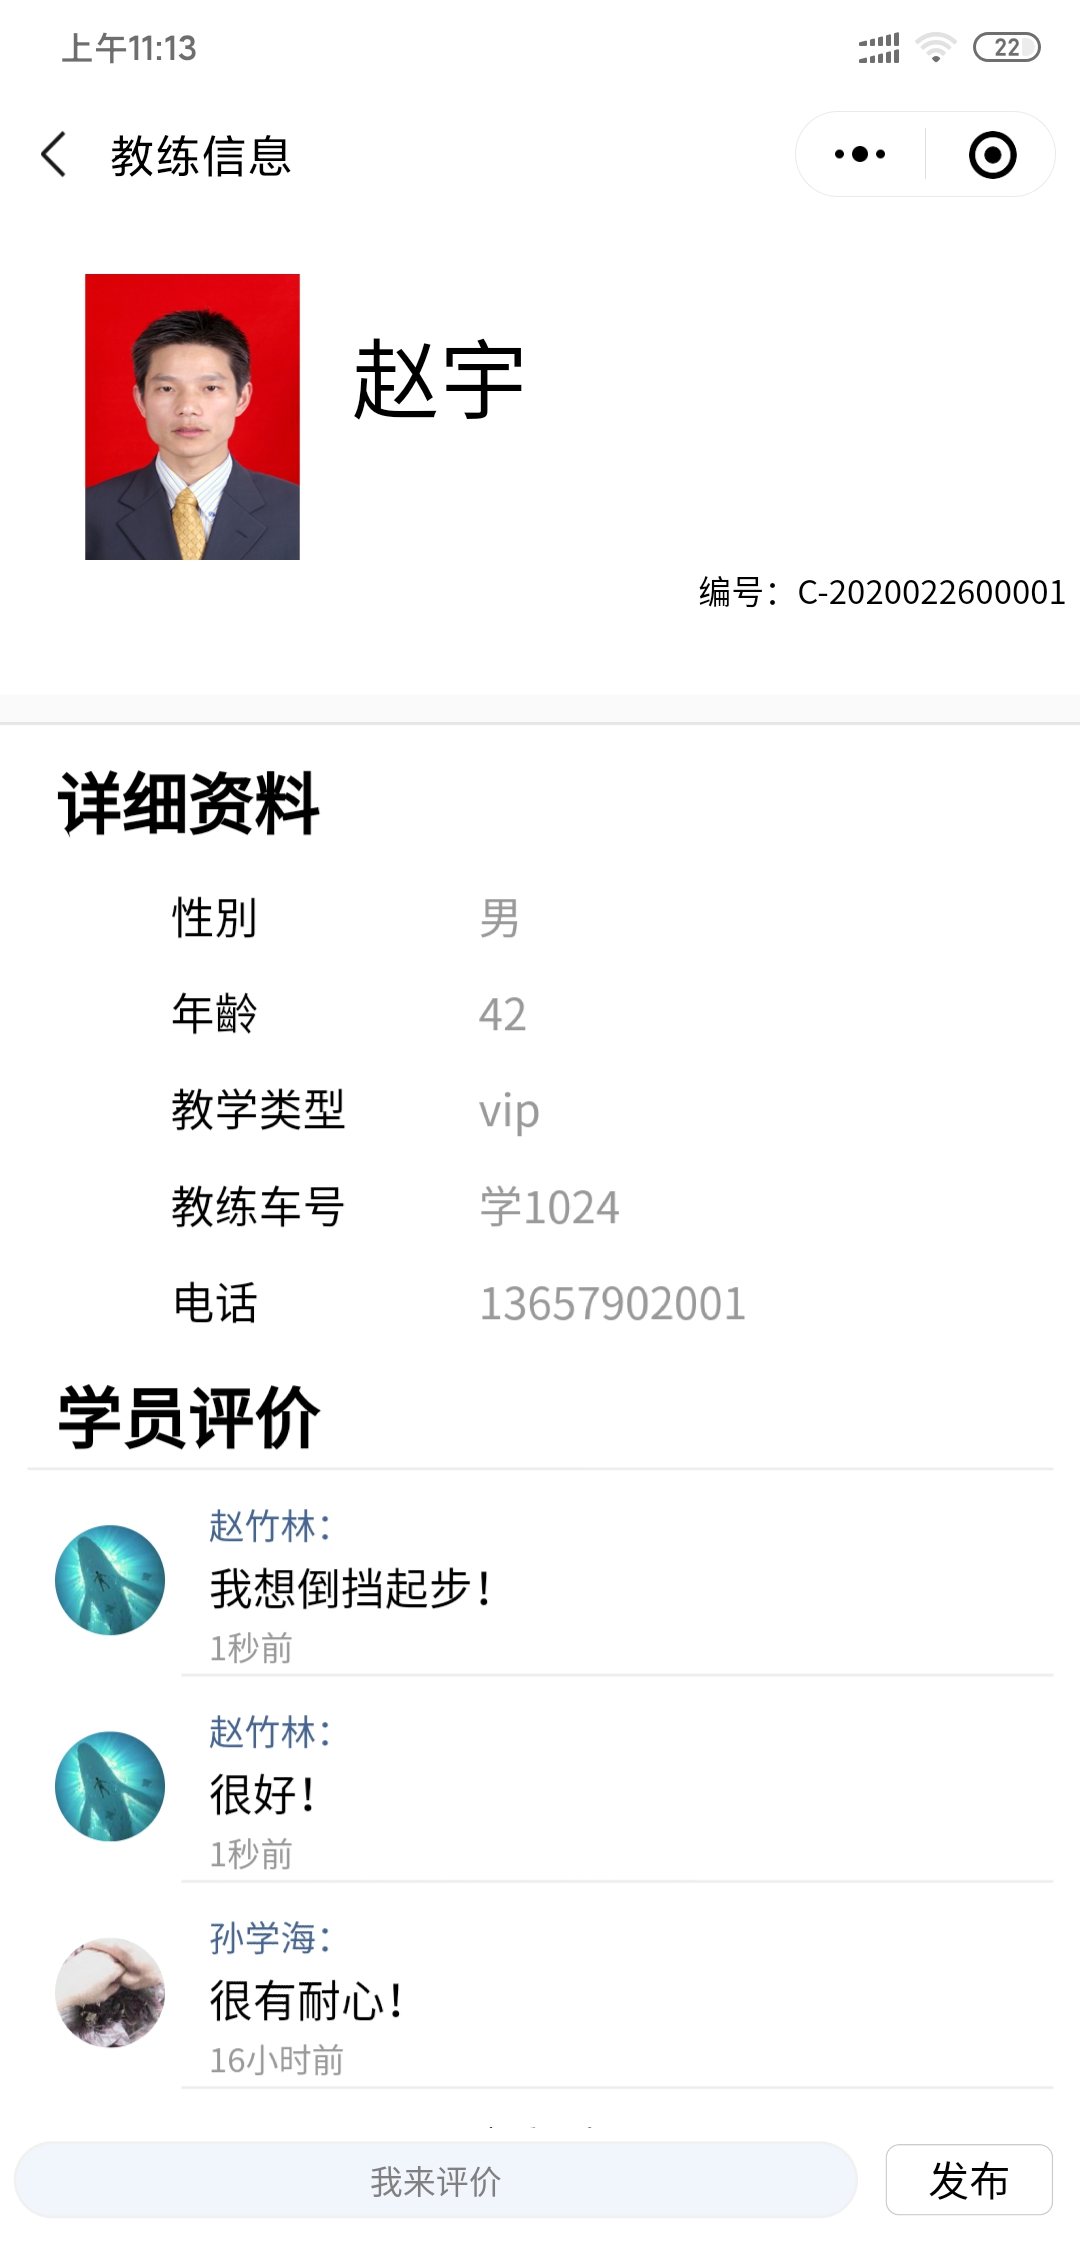 上午11:13
22
教练信息
赵宇
编号：C-2020022600001
详细资料
性别 男
年龄 42
教学类型 vip
教练车号 学1024
电话 13657902001
学员评价
赵竹林：
我想倒挡起步！
1秒前
赵竹林：
很好！
1秒前
孙学海：
很有耐心！
16小时前
我来评价
发布